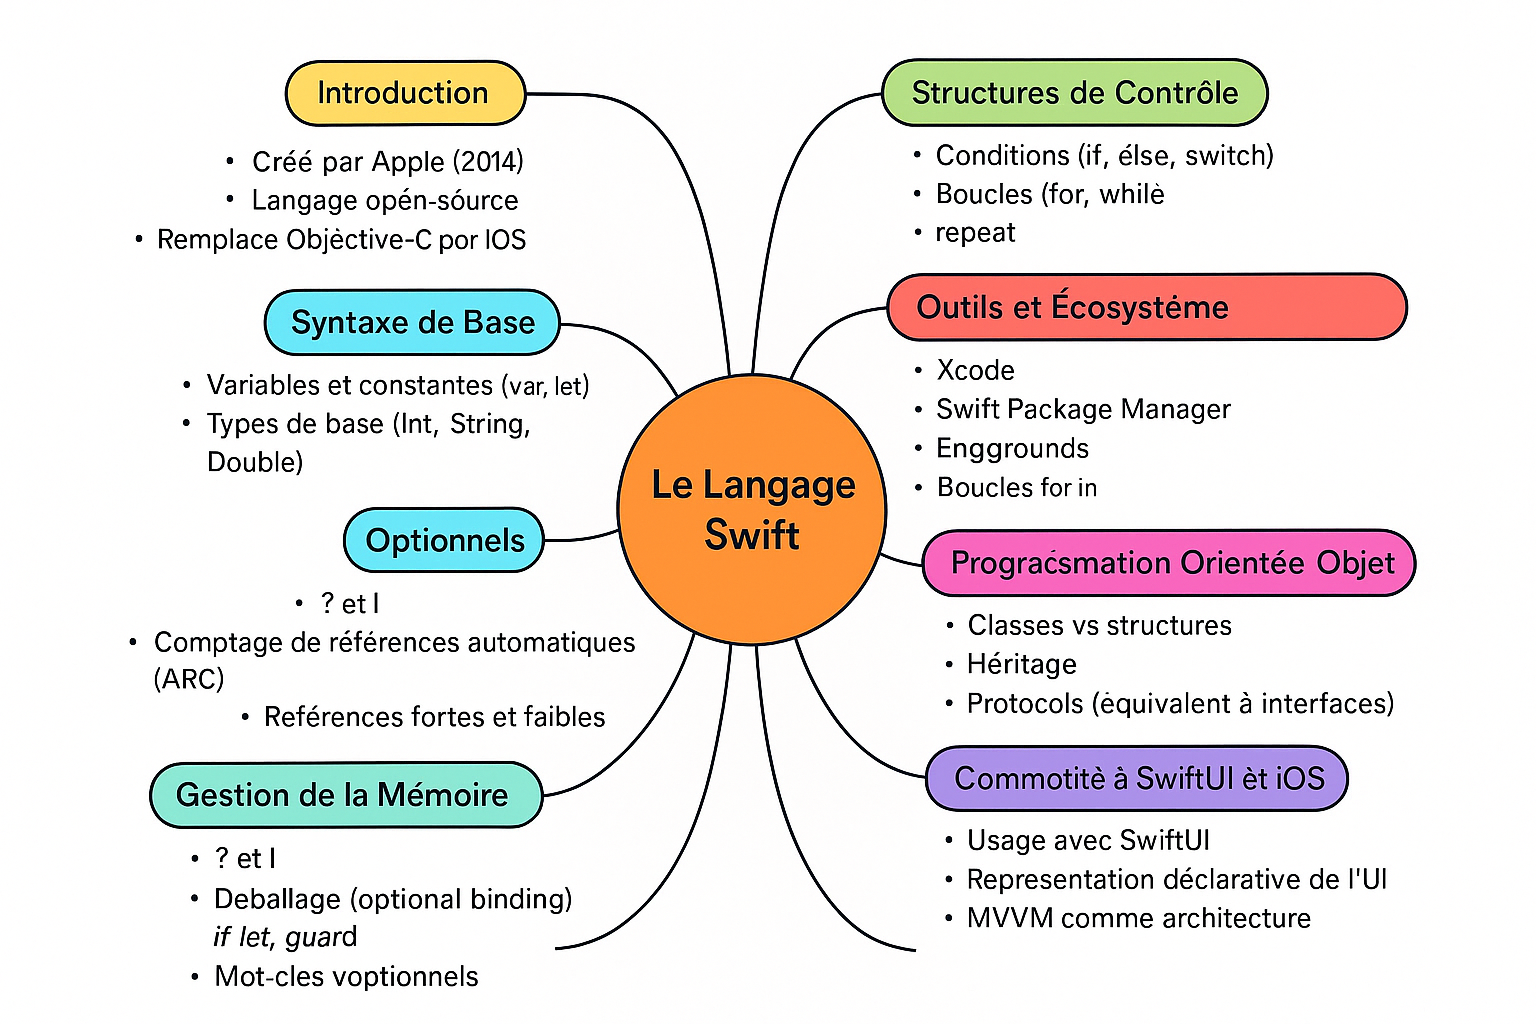 Introduction
• Créé par Apple (2014)
• Langage opén-sóurce
• Remplace Objèctive-C por IOS
Syntaxe de Base
• Variables et constantes (var, let)
• Types de base (Int, String,
Double)
Optionnels
• ? et I
• Comptage de références automatiques
(ARC)
• Reférences fortes et faibles
Gestion de la Mémoire
• ? et I
• Deballage (optional binding)
if let, guard
• Mot-cles voptionnels
Le Langage
Swift
Structures de Contrôle
• Conditions (if, élse, switch)
• Boucles (for, whilè
• repeat
Outils et Écosystéme
• Xcode
• Swift Package Manager
• Enggrounds
• Boucles for in
Prograćsmation Orientée Objet
• Classes vs structures
• Héritage
• Protocols (équivalent à interfaces)
Commotitè à SwiftUI èt iOS
• Usage avec SwiftUI
• Representation déclarative de l'UI
• MVVM comme architecture